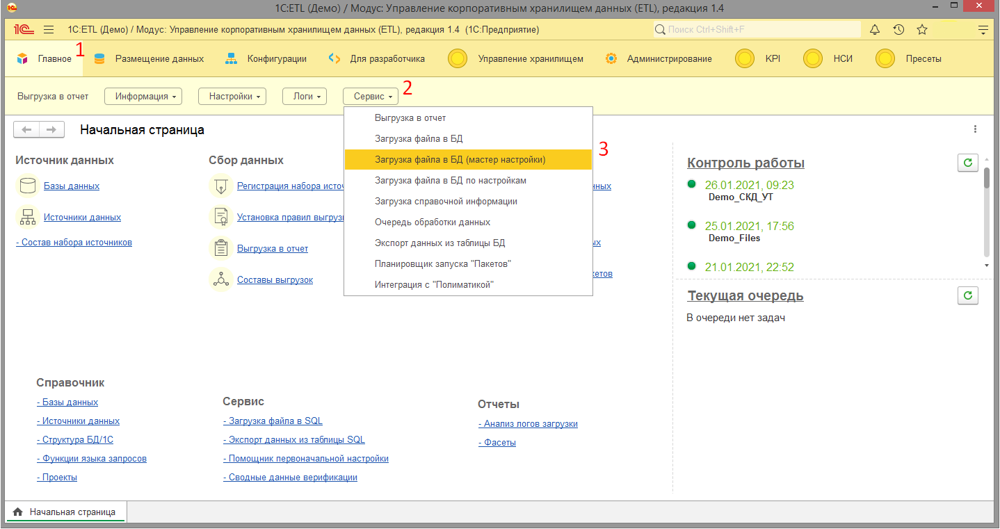 1С:ETL (Демо) / Модус: Управление корпоративным хранилищем данных (ETL), редакция 1.4
1С:ETL (Демо) / Модус: Управление корпоративным хранилищем данных (ETL), редакция 1.4 (1С:Предприятие)
Поиск Ctrl+Shift+F
Главное 1 Размещение данных Конфигурации Для разработчика Управление хранилищем Администрирование KPI НСИ Пресеты
Выгрузка в отчет Информация Настройки Логи Сервис 2
Начальная страница
Выгрузка в отчет
Загрузка файла в БД
Загрузка файла в БД (мастер настройки) 3
Загрузка файла в БД по настройкам
Загрузка справочной информации
Очередь обработки данных
Экспорт данных из таблицы БД
Планировщик запуска "Пакетов"
Интеграция с "Полиматикой"
Источник данных
Базы данных
Источники данных
- Состав набора источников
Сбор данных
Регистрация набора источ
Установка правил выгрузк
Выгрузка в отчет
Составы выгрузок
нных
ых
кетов
Контроль работы
26.01.2021, 09:23
Demo_СКД_УТ
25.01.2021, 17:56
Demo_Files
21.01.2021, 22:52
Текущая очередь
В очереди нет задач
Справочник
- Базы данных
- Источники данных
- Структура БД/1С
- Функции языка запросов
- Проекты
Сервис
- Загрузка файла в SQL
- Экспорт данных из таблицы SQL
- Помощник первоначальной настройки
- Сводные данные верификации
Отчеты
- Анализ логов загрузки
- Фасеты
Начальная страница